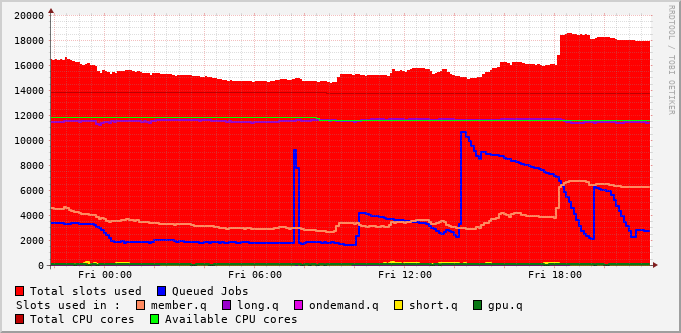 20000
18000
16000
14000
12000
10000
8000
6000
4000
2000
0
Fri 00:00 Fri 06:00 Fri 12:00 Fri 18:00
Total slots used Queued Jobs
Slots used in : member.q long.q ondemand.q short.q gpu.q
Total CPU cores Available CPU cores
RRDTOOL / TOBI OETIKER